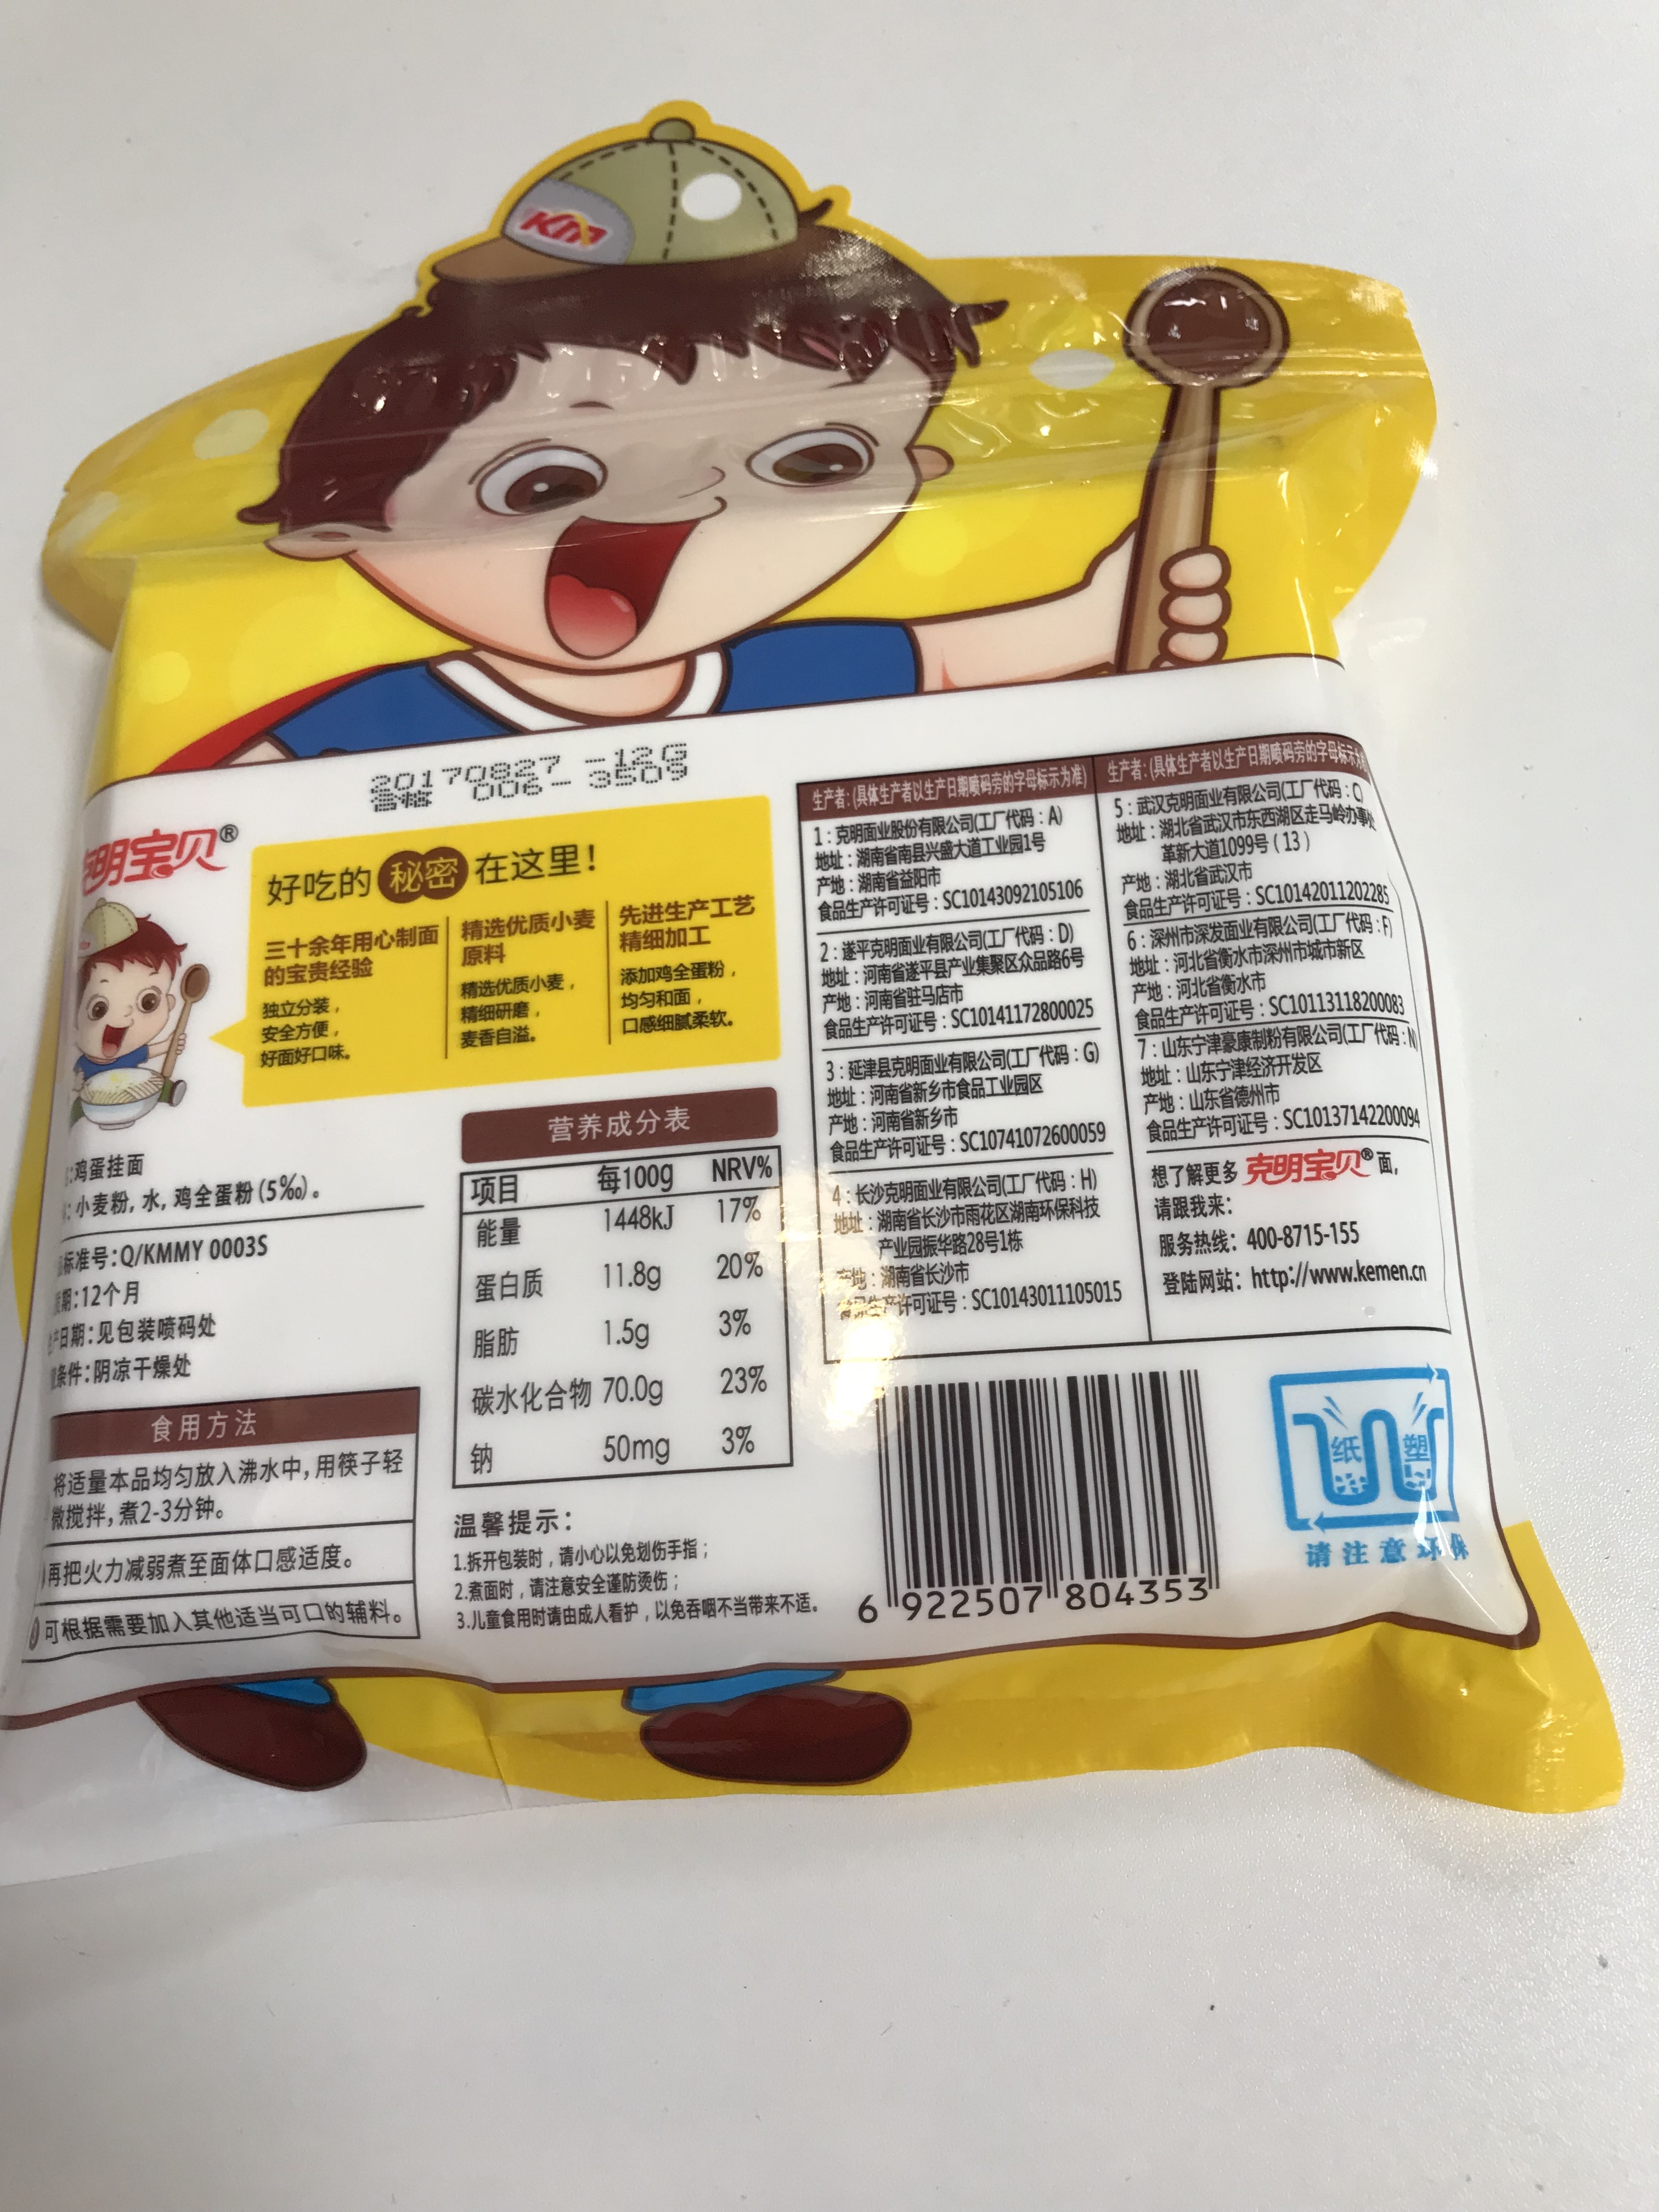 KM
20170827 -12G
合格 006- 3509
克明宝贝®
好吃的秘密在这里！
三十余年用心制面
的宝贵经验
独立分装，
安全方便，
好面好口味。
精选优质小麦
原料
精选优质小麦，
精细研磨，
麦香自溢。
先进生产工艺
精细加工
添加鸡全蛋粉，
均匀和面，
口感细腻柔软。
:鸡蛋挂面
:小麦粉,水,鸡全蛋粉(5‰)。
标准号:Q/KMMY 0003S
期:12个月
产日期:见包装喷码处
条件:阴凉干燥处
食用方法
将适量本品均匀放入沸水中,用筷子轻
微搅拌,煮2-3分钟。
再把火力减弱煮至面体口感适度。
可根据需要加入其他适当可口的辅料。
营养成分表
项目 每100g NRV%
能量 1448kJ 17%
蛋白质 11.8g 20%
脂肪 1.5g 3%
碳水化合物 70.0g 23%
钠 50mg 3%
温馨提示：
1.拆开包装时，请小心以免划伤手指；
2.煮面时，请注意安全谨防烫伤；
3.儿童食用时请由成人看护，以免吞咽不当带来不适。
生产者:(具体生产者以生产日期喷码旁的字母标示为准)
1：克明面业股份有限公司(工厂代码：A)
地址：湖南省南县兴盛大道工业园1号
产地：湖南省益阳市
食品生产许可证号：SC10143092105106
2：遂平克明面业有限公司(工厂代码：D)
地址：河南省遂平县产业集聚区众品路6号
产地：河南省驻马店市
食品生产许可证号：SC10141172800025
3：延津县克明面业有限公司(工厂代码：G)
地址：河南省新乡市食品工业园区
产地：河南省新乡市
食品生产许可证号：SC10741072600059
4：长沙克明面业有限公司(工厂代码：H)
地址：湖南省长沙市雨花区湖南环保科技
产业园振华路28号1栋
产地：湖南省长沙市
食品生产许可证号：SC10143011105015
生产者:(具体生产者以生产日期喷码旁的字母标示为准
5：武汉克明面业有限公司(工厂代码：Q)
地址：湖北省武汉市东西湖区走马岭办事处
革新大道1099号（13）
产地：湖北省武汉市
食品生产许可证号：SC10142011202285
6：深州市深发面业有限公司(工厂代码：F)
地址：河北省衡水市深州市城市新区
产地：河北省衡水市
食品生产许可证号：SC10113118200083
7：山东宁津豪康制粉有限公司(工厂代码：N)
地址：山东宁津经济开发区
产地：山东省德州市
食品生产许可证号：SC10137142200094
想了解更多克明宝贝®面，
请跟我来：
服务热线：400-8715-155
登陆网站：http://www.kemen.cn
6 922507 804353
纸 塑
请注意环保